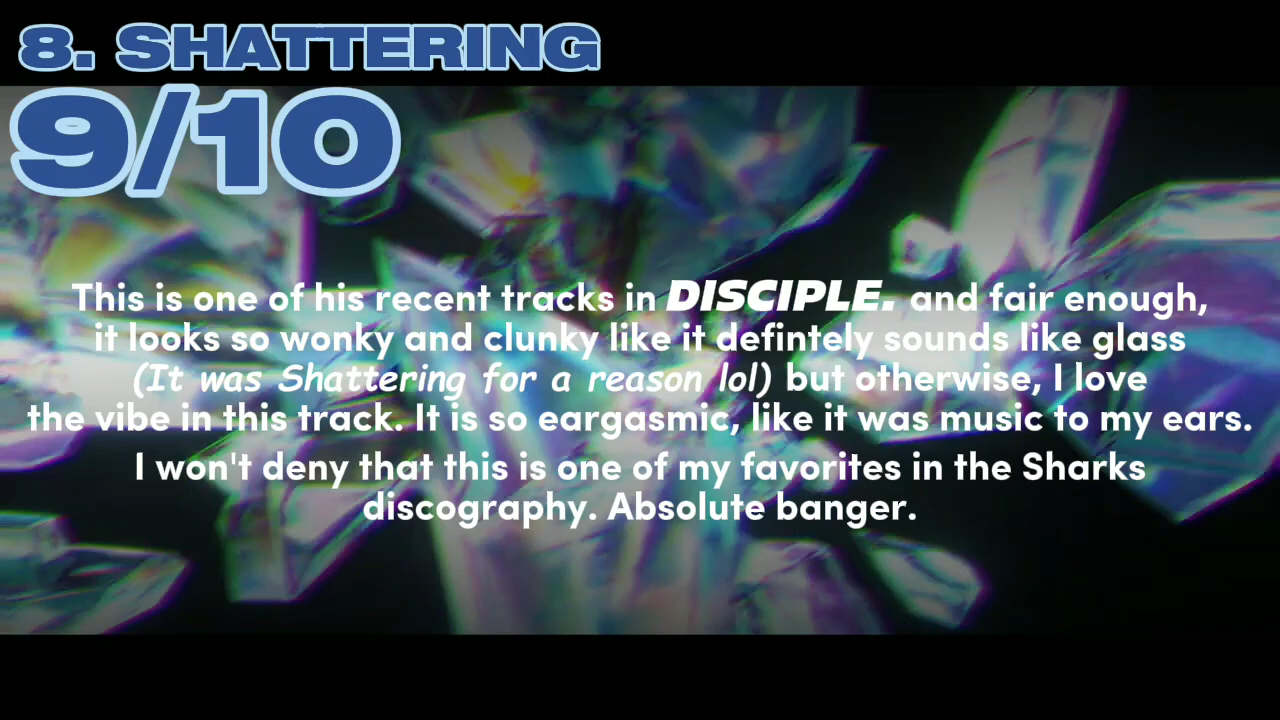 8. SHATTERING
9/10
This is one of his recent tracks in DISCIPLE. and fair enough,
it looks so wonky and clunky like it defintely sounds like glass
(It was Shattering for a reason lol) but otherwise, I love
the vibe in this track. It is so eargasmic, like it was music to my ears.
I won't deny that this is one of my favorites in the Sharks
discography. Absolute banger.